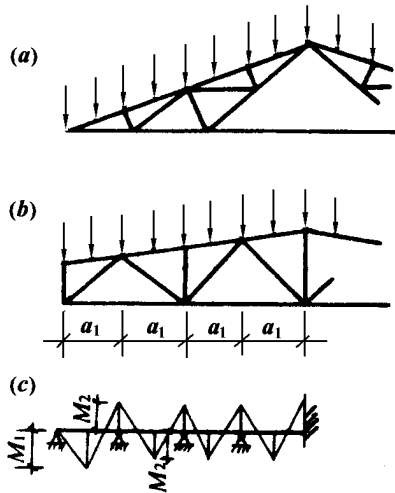 (a)
(b)
a₁ a₁ a₁ a₁
(c)
M₂
M₁
M₂